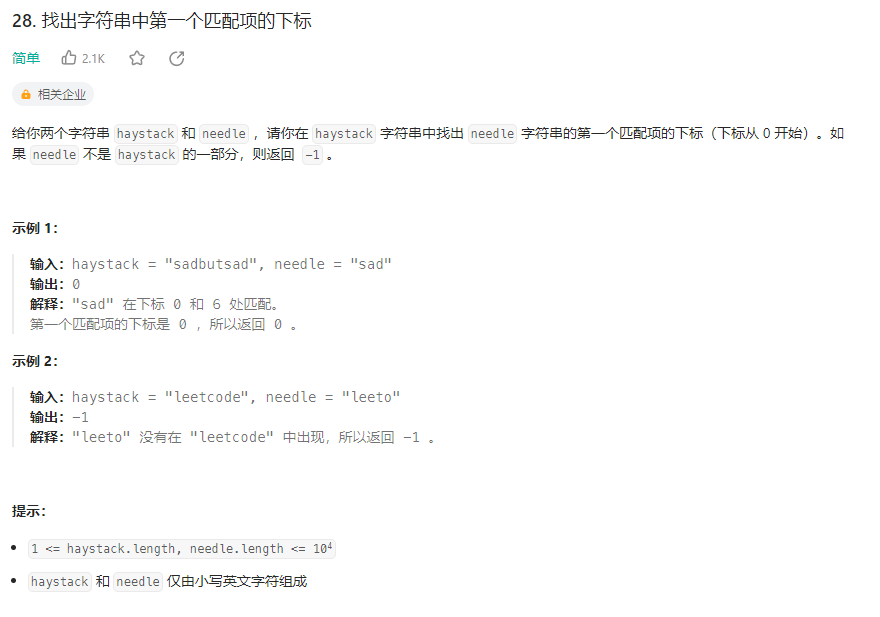 28. 找出字符串中第一个匹配项的下标
简单 2.1K
相关企业
给你两个字符串 haystack 和 needle ，请你在 haystack 字符串中找出 needle 字符串的第一个匹配项的下标（下标从 0 开始）。如
果 needle 不是 haystack 的一部分，则返回 -1 。
示例 1：
输入：haystack = "sadbutsad", needle = "sad"
输出：0
解释："sad" 在下标 0 和 6 处匹配。
第一个匹配项的下标是 0 ，所以返回 0 。
示例 2：
输入：haystack = "leetcode", needle = "leeto"
输出：-1
解释："leeto" 没有在 "leetcode" 中出现，所以返回 -1 。
提示：
• 1 <= haystack.length, needle.length <= 10⁴
• haystack 和 needle 仅由小写英文字符组成